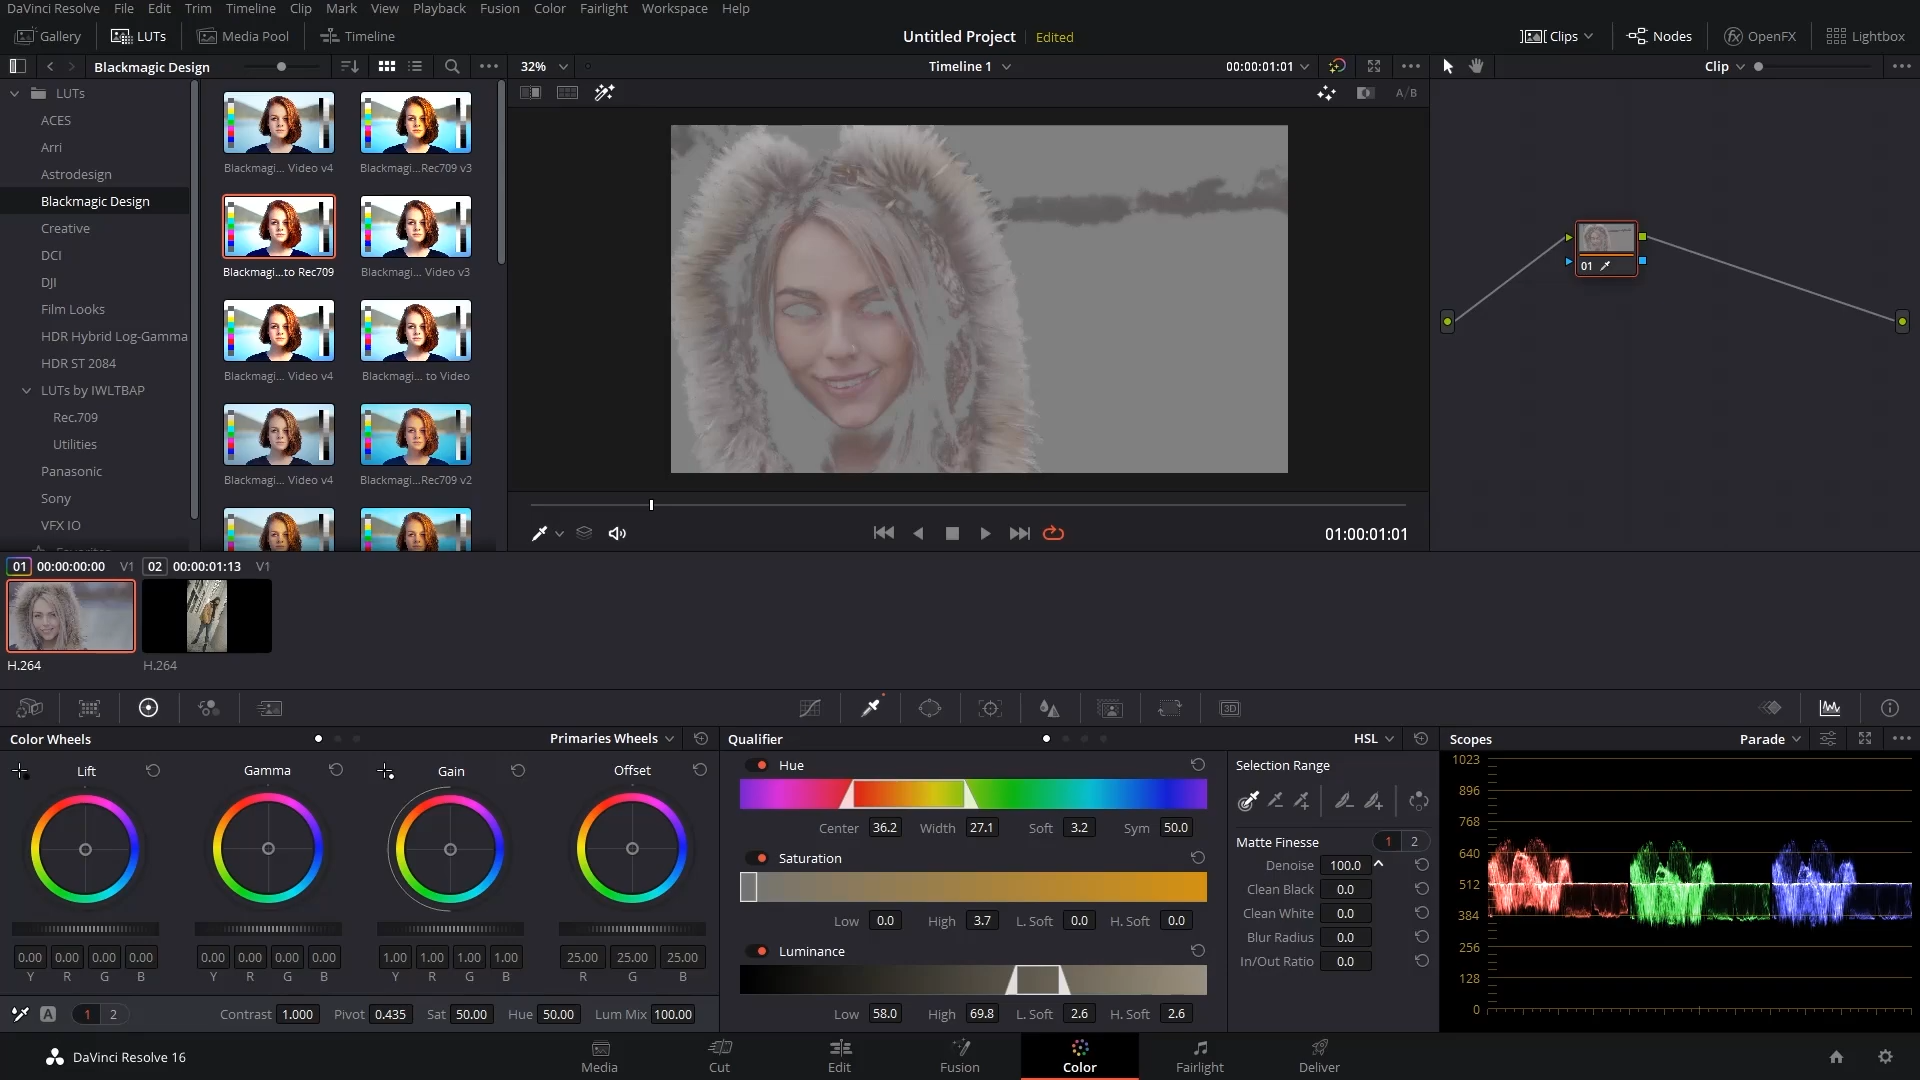 DaVinci Resolve File Edit Trim Timeline Clip Mark View Playback Fusion Color Fairlight Workspace Help
Gallery LUTs Media Pool Timeline Untitled Project Edited Clips Nodes OpenFX Lightbox
Blackmagic Design 32% Timeline 1 00:00:01:01 Clip
LUTs
ACES
Arri
Astrodesign
Blackmagic Design
Creative
DCI
DJI
Film Looks
HDR Hybrid Log-Gamma
HDR ST 2084
LUTs by IWLTBAP
Rec.709
Utilities
Panasonic
Sony
VFX IO
Blackmagi... Video v4 Blackmagi...Rec709 v3
Blackmagi...to Rec709 Blackmagi... Video v3
Blackmagi... Video v4 Blackmagi... to Video
Blackmagi... Video v4 Blackmagi...Rec709 v2
A/B
01
01:00:01:01
01 00:00:00:00 V1 02 00:00:01:13 V1
H.264 H.264
3D
Color Wheels Primaries Wheels
Lift Gamma Gain Offset
0.00 0.00 0.00 0.00 0.00 0.00 0.00 0.00 1.00 1.00 1.00 1.00 25.00 25.00 25.00
Y R G B Y R G B Y R G B R G B
A 1 2 Contrast 1.000 Pivot 0.435 Sat 50.00 Hue 50.00 Lum Mix 100.00
Qualifier HSL
Hue
Center 36.2 Width 27.1 Soft 3.2 Sym 50.0
Saturation
Low 0.0 High 3.7 L. Soft 0.0 H. Soft 0.0
Luminance
Low 58.0 High 69.8 L. Soft 2.6 H. Soft 2.6
Selection Range
Matte Finesse 1 2
Denoise 100.0
Clean Black 0.0
Clean White 0.0
Blur Radius 0.0
In/Out Ratio 0.0
Scopes Parade
1023
896
768
640
512
384
256
128
0
DaVinci Resolve 16 Media Cut Edit Fusion Color Fairlight Deliver